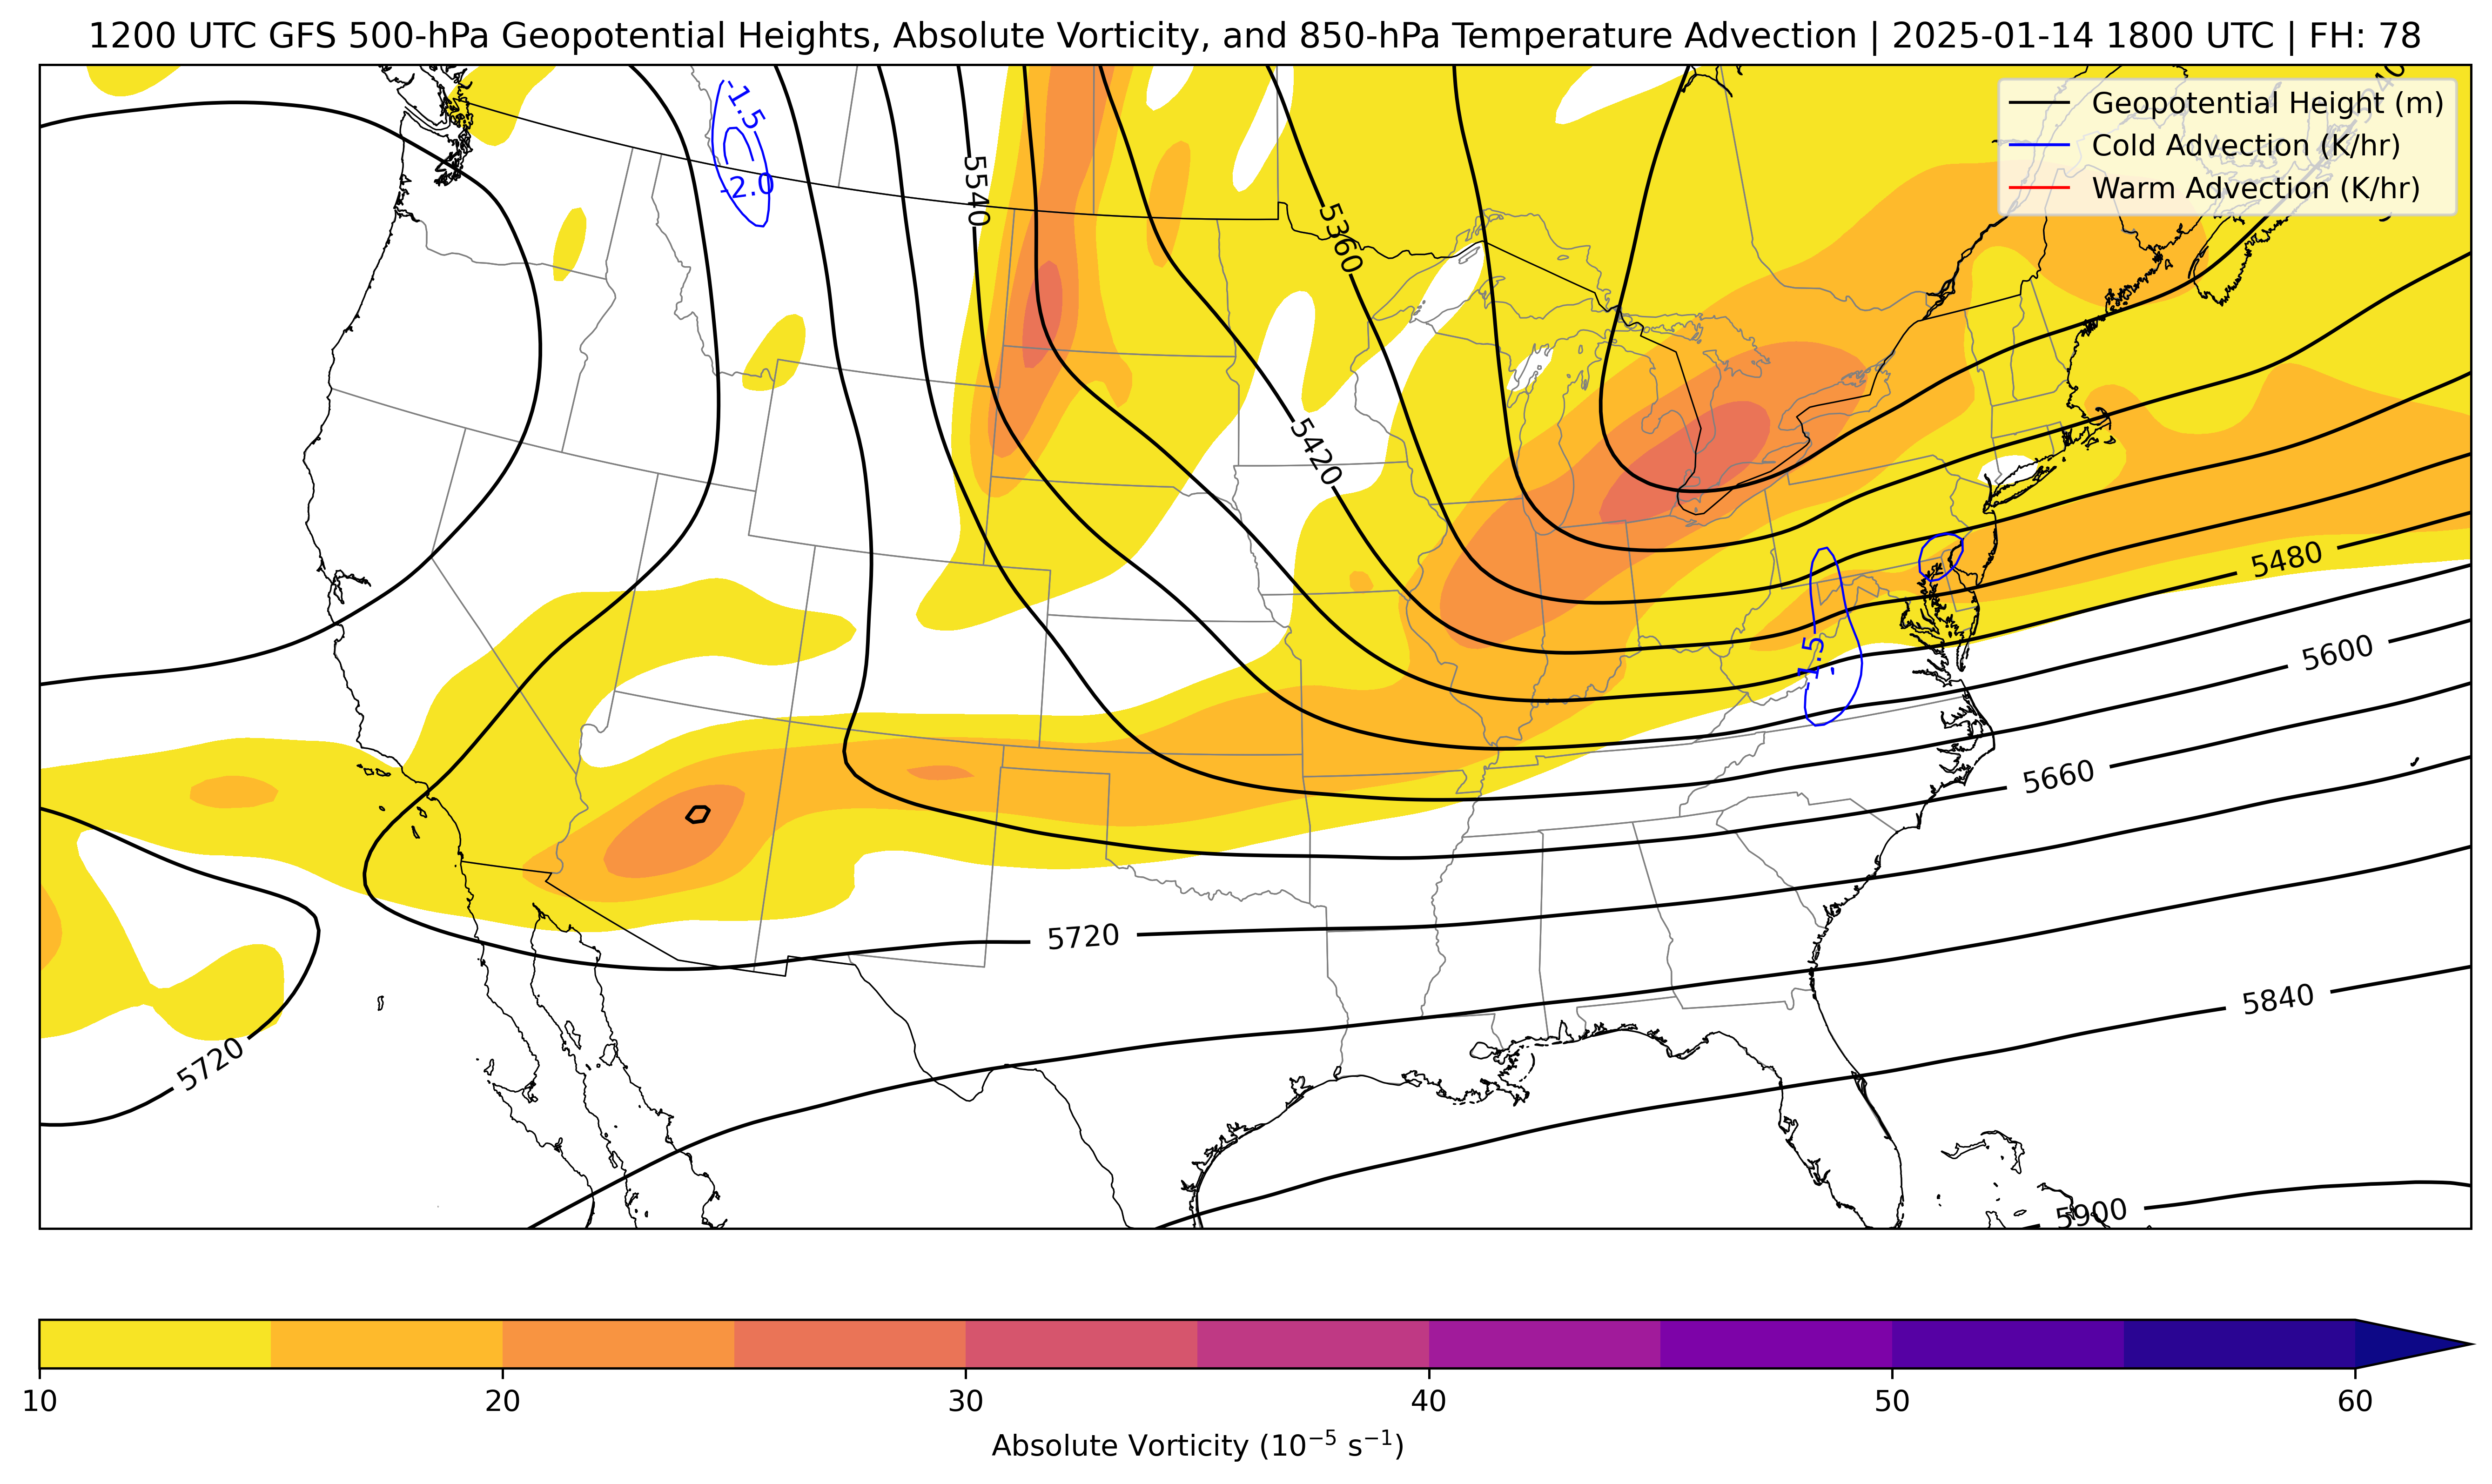 1200 UTC GFS 500-hPa Geopotential Heights, Absolute Vorticity, and 850-hPa Temperature Advection | 2025-01-14 1800 UTC | FH: 78
Geopotential Height (m)
Cold Advection (K/hr)
Warm Advection (K/hr)
5240
-1.5
-2.0
5540
5360
5420
5480
-1.5
5600
5660
5720
5840
5720
5900
10 20 30 40 50 60
Absolute Vorticity (10⁻⁵ s⁻¹)